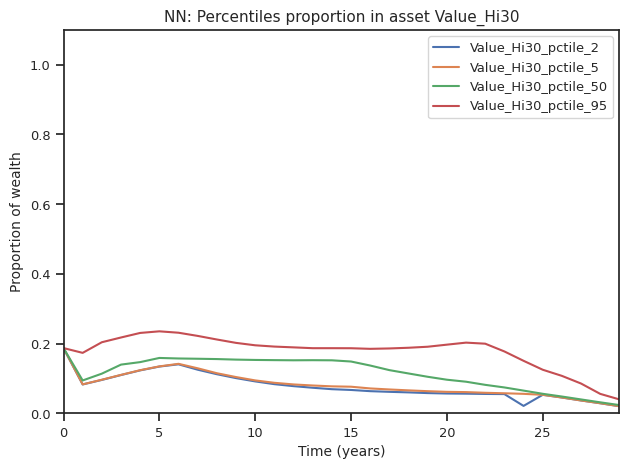 NN: Percentiles proportion in asset Value_Hi30
Value_Hi30_pctile_2
Value_Hi30_pctile_5
Value_Hi30_pctile_50
Value_Hi30_pctile_95
Proportion of wealth
1.0
0.8
0.6
0.4
0.2
0.0
0 5 10 15 20 25
Time (years)